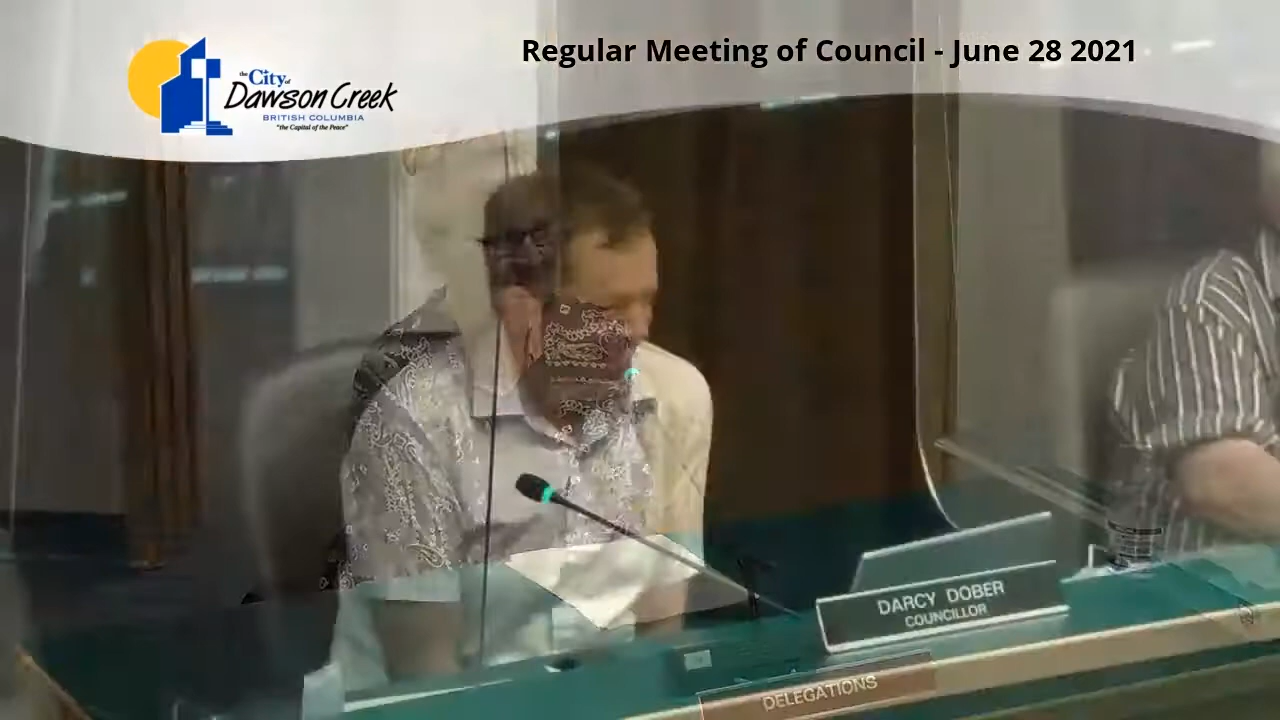 Regular Meeting of Council - June 28 2021
the City of
Dawson Creek
BRITISH COLUMBIA
"the Capital of the Peace"
DARCY DOBER
COUNCILLOR
DELEGATIONS